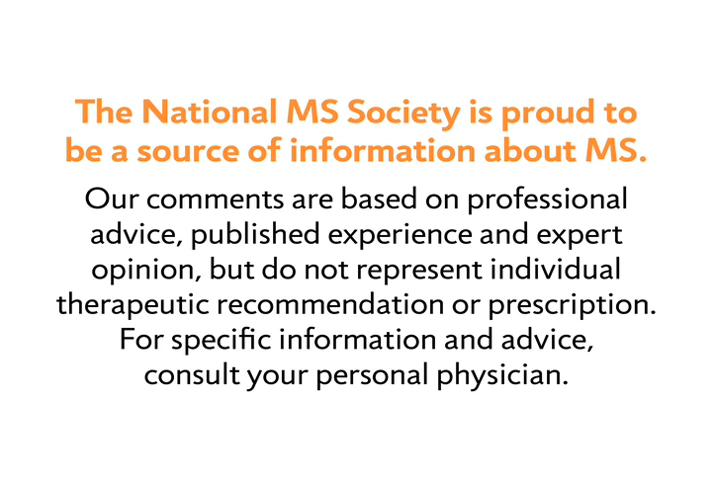 The National MS Society is proud to
be a source of information about MS.
Our comments are based on professional
advice, published experience and expert
opinion, but do not represent individual
therapeutic recommendation or prescription.
For specific information and advice,
consult your personal physician.